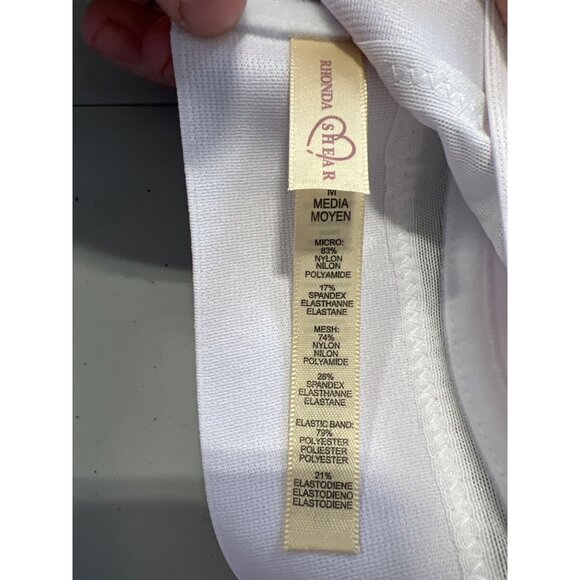 RHONDA SHEAR
M
MEDIA
MOYEN
MICRO:
83%
NYLON
NILON
POLYAMIDE
17%
SPANDEX
ELASTHANNE
ELASTANE
MESH:
74%
NYLON
NILON
POLYAMIDE
26%
SPANDEX
ELASTHANNE
ELASTANE
ELASTIC BAND:
79%
POLYESTER
POLIESTER
POLYESTER
21%
ELASTODIENE
ELASTODIENO
ELASTODIENE